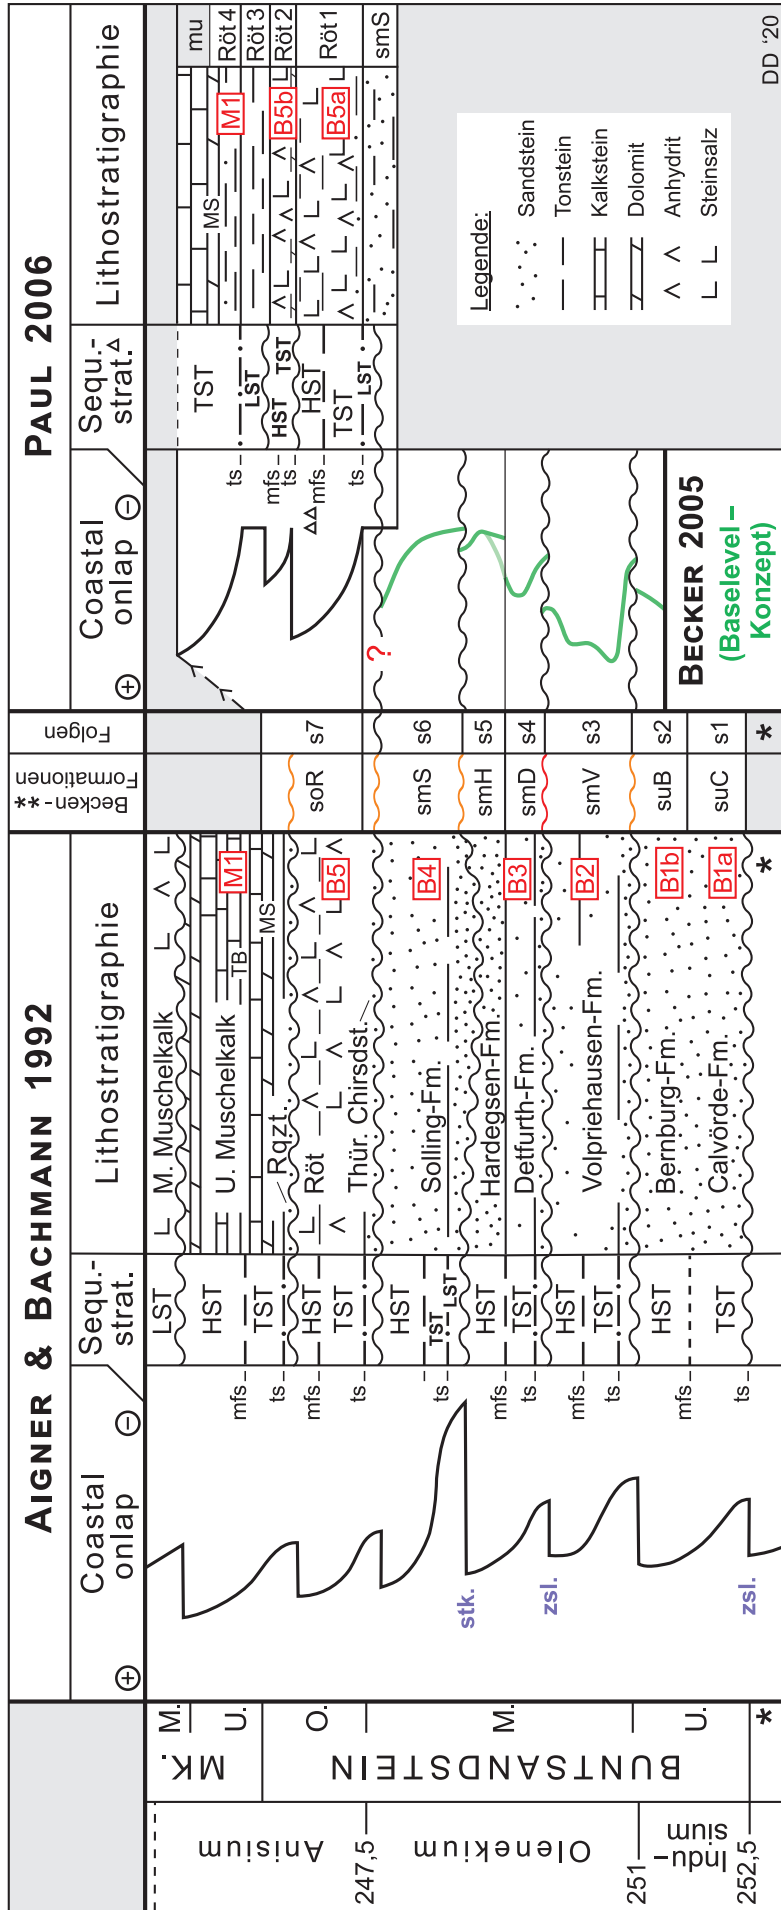 AIGNER & BACHMANN 1992
PAUL 2006
Coastal
onlap
+
−
Sequ.-
strat.
Lithostratigraphie
Becken- **
Formationen
Folgen
Coastal
onlap
+
−
Sequ.-
strat.△
Lithostratigraphie
Anisium
247,5
Olenekium
251
Indu-
sium
252,5
MK.
BUNTSANDSTEIN
M.
U.
O.
M.
U.
*
stk.
zsl.
zsl.
mfs
ts
mfs
ts
mfs
ts
mfs
ts
mfs
ts
mfs
ts
LST
HST
TST
HST
TST
HST
TST
LST
HST
TST
HST
TST
HST
TST
M. Muschelkalk
U. Muschelkalk
TB
M1
MS
Rqzt.
Röt
B5
Thür. Chirsdst.
Solling-Fm.
B4
Hardegsen-Fm.
Detfurth-Fm.
B3
Volpriehausen-Fm.
B2
Bernburg-Fm.
B1b
Calvörde-Fm.
B1a
*
soR
smS
smH
smD
smV
suB
suC
s7
s6
s5
s4
s3
s2
s1
*
?
ts
mfs
ts
△△mfs
ts
TST
LST
HST
TST
HST
TST
LST
MS
M1
B5b
B5a
mu
Röt 4
Röt 3
Röt 2
Röt 1
smS
BECKER 2005
(Baselevel –
Konzept)
Legende:
Sandstein
Tonstein
Kalkstein
Dolomit
Anhydrit
Steinsalz
DD '20